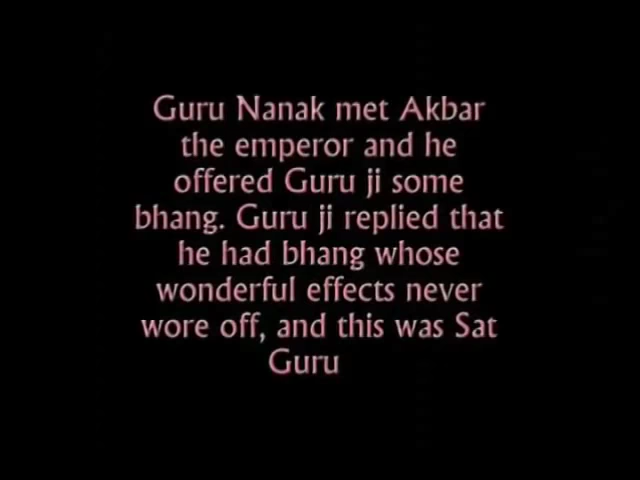 Guru Nanak met Akbar
the emperor and he
offered Guru ji some
bhang. Guru ji replied that
he had bhang whose
wonderful effects never
wore off, and this was Sat
Guru